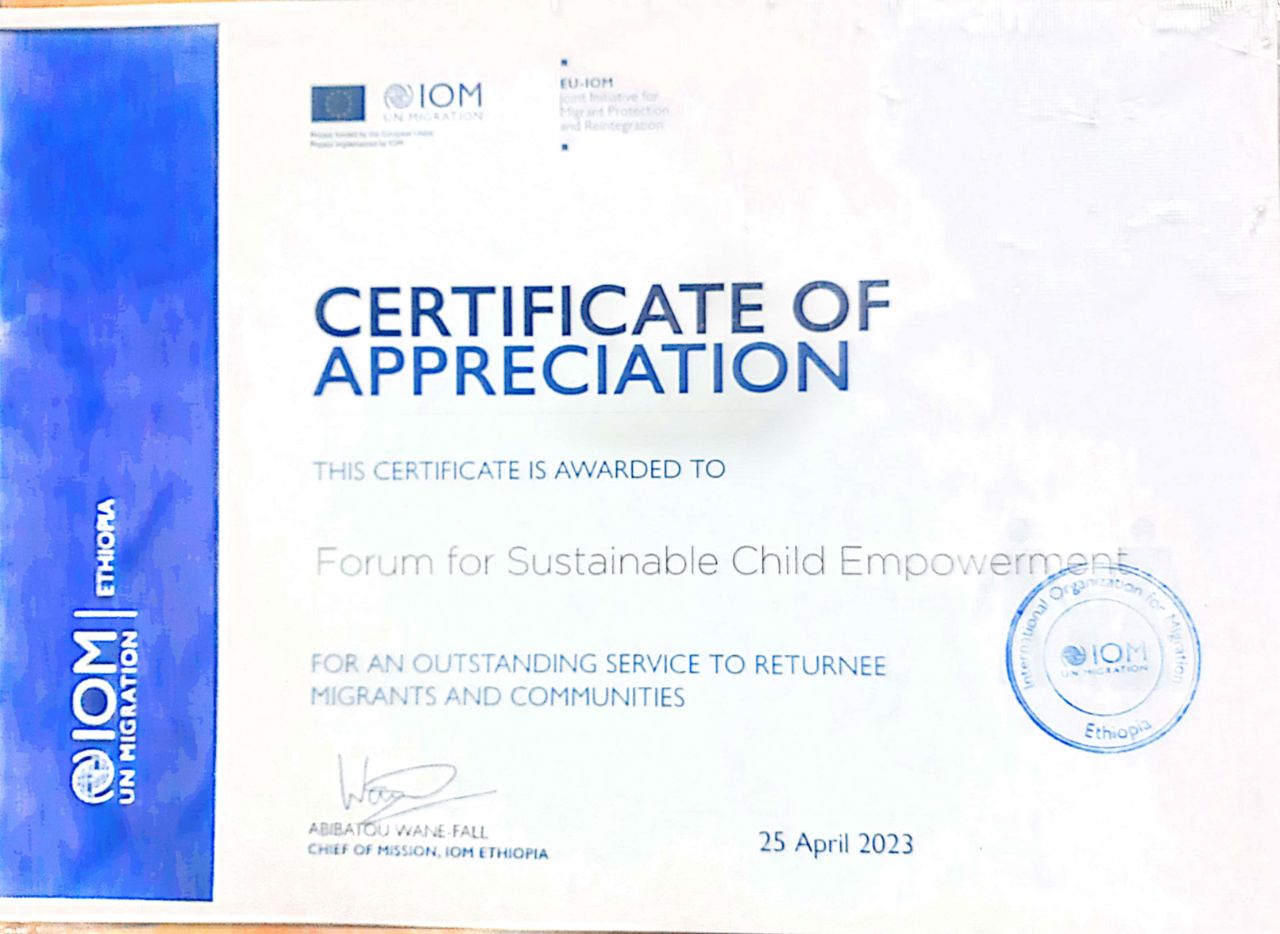 IOM
UN MIGRATION
Project funded by the European Union
Project implemented by IOM
EU-IOM
Joint Initiative for
Migrant Protection
and Reintegration
CERTIFICATE OF
APPRECIATION
THIS CERTIFICATE IS AWARDED TO
Forum for Sustainable Child Empowerment
FOR AN OUTSTANDING SERVICE TO RETURNEE
MIGRANTS AND COMMUNITIES
International Organization for Migration
IOM
UN MIGRATION
Ethiopia
ABIBATOU WANE-FALL
CHIEF OF MISSION, IOM ETHIOPIA
25 April 2023
IOM
UN MIGRATION
ETHIOPIA